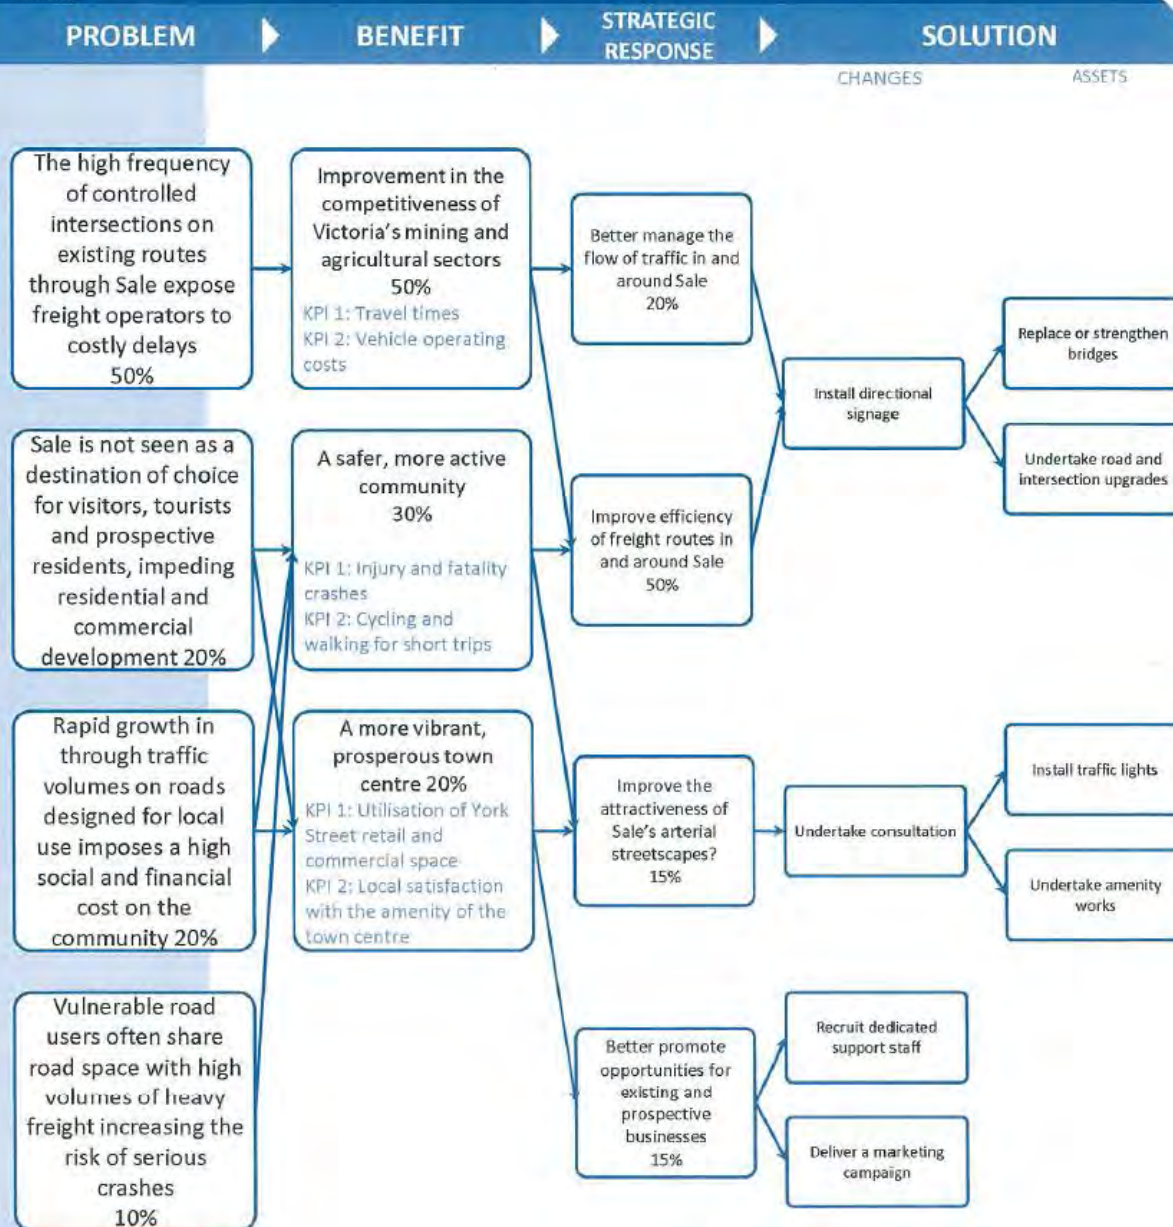 PROBLEM
BENEFIT
STRATEGIC
RESPONSE
SOLUTION
CHANGES
ASSETS
The high frequency
of controlled
intersections on
existing routes
through Sale expose
freight operators to
costly delays
50%
Sale is not seen as a
destination of choice
for visitors, tourists
and prospective
residents, impeding
residential and
commercial
development 20%
Rapid growth in
through traffic
volumes on roads
designed for local
use imposes a high
social and financial
cost on the
community 20%
Vulnerable road
users often share
road space with high
volumes of heavy
freight increasing the
risk of serious
crashes
10%
Improvement in the
competitiveness of
Victoria's mining and
agricultural sectors
50%
KPI 1: Travel times
KPI 2: Vehicle operating
costs
A safer, more active
community
30%
KPI 1: Injury and fatality
crashes
KPI 2: Cycling and
walking for short trips
A more vibrant,
prosperous town
centre 20%
KPI 1: Utilisation of York
Street retail and
commercial space
KPI 2: Local satisfaction
with the amenity of the
town centre
Better manage the
flow of traffic in and
around Sale
20%
Improve efficiency
of freight routes in
and around Sale
50%
Improve the
attractiveness of
Sale's arterial
streetscapes?
15%
Better promote
opportunities for
existing and
prospective
businesses
15%
Install directional
signage
Undertake consultation
Recruit dedicated
support staff
Deliver a marketing
campaign
Replace or strengthen
bridges
Undertake road and
intersection upgrades
Install traffic lights
Undertake amenity
works